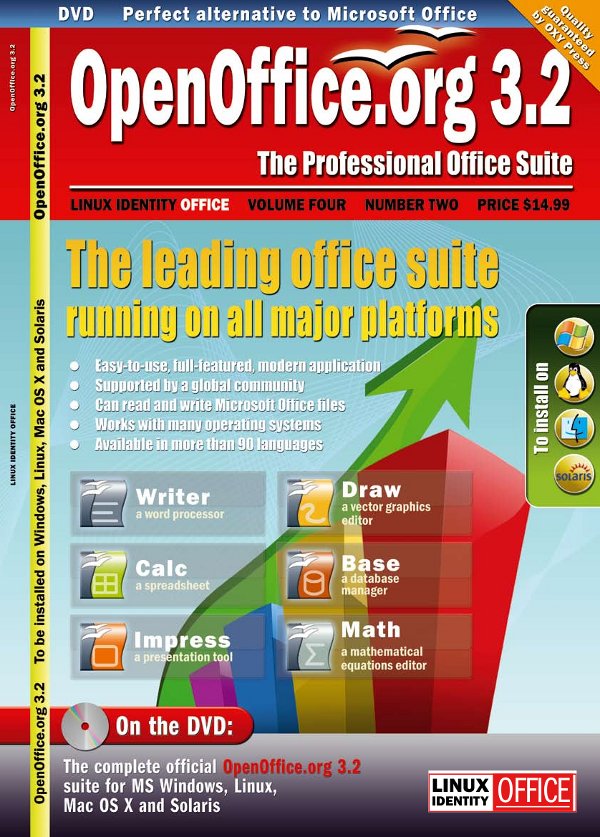 DVD Perfect alternative to Microsoft Office
Quality
guaranteed
by OXY Press
OpenOffice.org 3.2
The Professional Office Suite
LINUX IDENTITY OFFICE VOLUME FOUR NUMBER TWO PRICE $14.99
The leading office suite
running on all major platforms
Easy-to-use, full-featured, modern application
Supported by a global community
Can read and write Microsoft Office files
Works with many operating systems
Available in more than 90 languages
To install on
SOLARIS
Writer
a word processor
Draw
a vector graphics
editor
Calc
a spreadsheet
Base
a database
manager
Impress
a presentation tool
Math
a mathematical
equations editor
On the DVD:
The complete official OpenOffice.org 3.2
suite for MS Windows, Linux,
Mac OS X and Solaris
LINUX
IDENTITY
OFFICE
OpenOffice.org 3.2
OpenOffice.org 3.2 To be installed on Windows, Linux, Mac OS X and Solaris OpenOffice.org 3.2
LINUX IDENTITY OFFICE